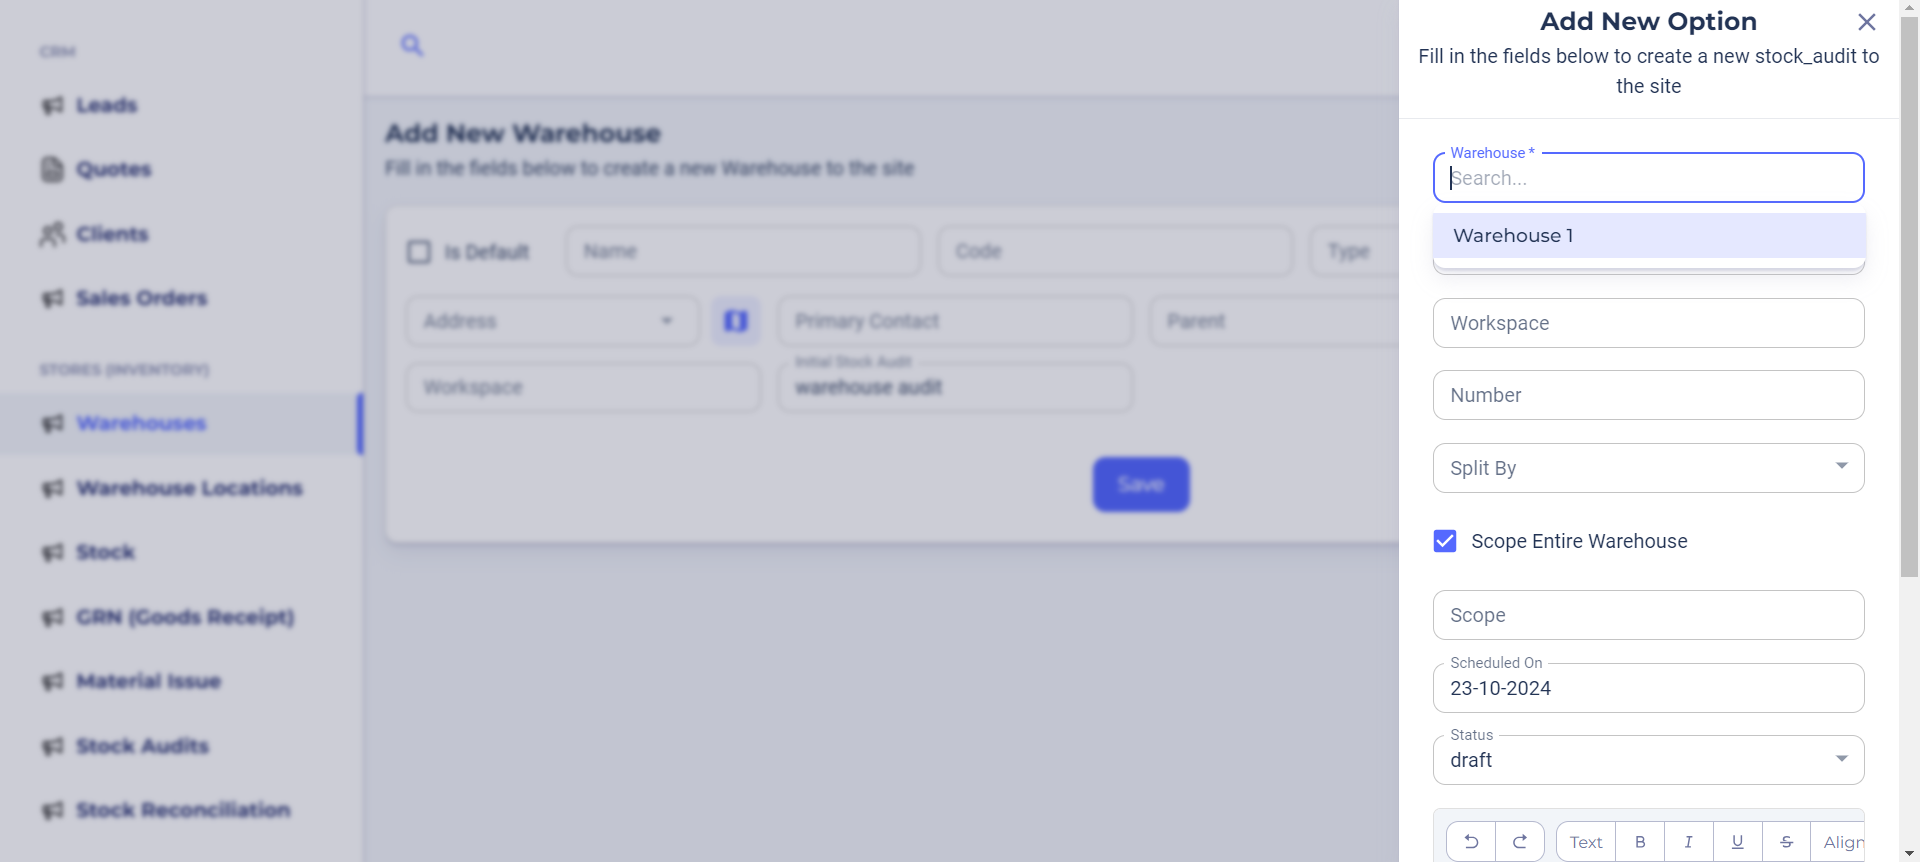 CRM
Leads
Quotes
Clients
Sales Orders
STORES (INVENTORY)
Warehouses
Warehouse Locations
Stock
GRN (Goods Receipt)
Material Issue
Stock Audits
Stock Reconciliation
Add New Warehouse
Fill in the fields below to create a new Warehouse to the site
Is Default
Name
Code
Type
Address
Primary Contact
Parent
Workspace
Initial Stock Audit
warehouse audit
Save
Add New Option
Fill in the fields below to create a new stock_audit to
the site
Warehouse *
Search...
Warehouse 1
Workspace
Number
Split By
Scope Entire Warehouse
Scope
Scheduled On
23-10-2024
Status
draft
Text B I U S Align